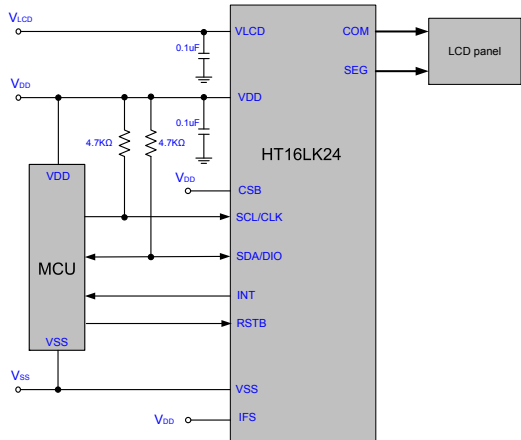 VLCD
VLCD
COM
0.1uF
LCD panel
SEG
VDD
VDD
0.1uF
4.7KΩ
4.7KΩ
HT16LK24
VDD
VDD
CSB
SCL/CLK
SDA/DIO
MCU
INT
RSTB
VSS
VSS
VSS
VDD
IFS